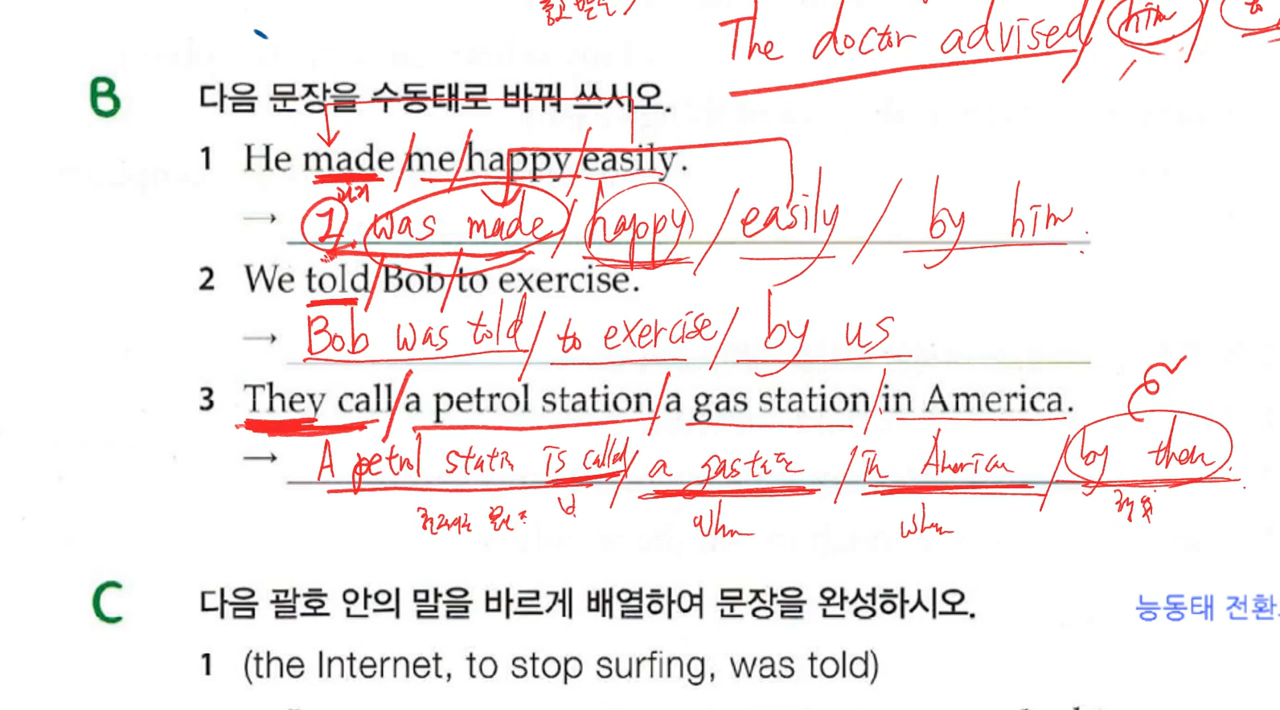 The doctor advised / him /
B 다음 문장을 수동태로 바꿔 쓰시오.
1 He made / me / happy / easily.
과거
→ I was made / happy / easily / by him.
2 We told / Bob / to exercise.
→ Bob was told / to exercise / by us
3 They call / a petrol station / a gas station / in America.
→ A petrol is called / a / in America / by them.
C 다음 괄호 안의 말을 바르게 배열하여 문장을 완성하시오.
능동태 전환
1 (the Internet, to stop surfing, was told)